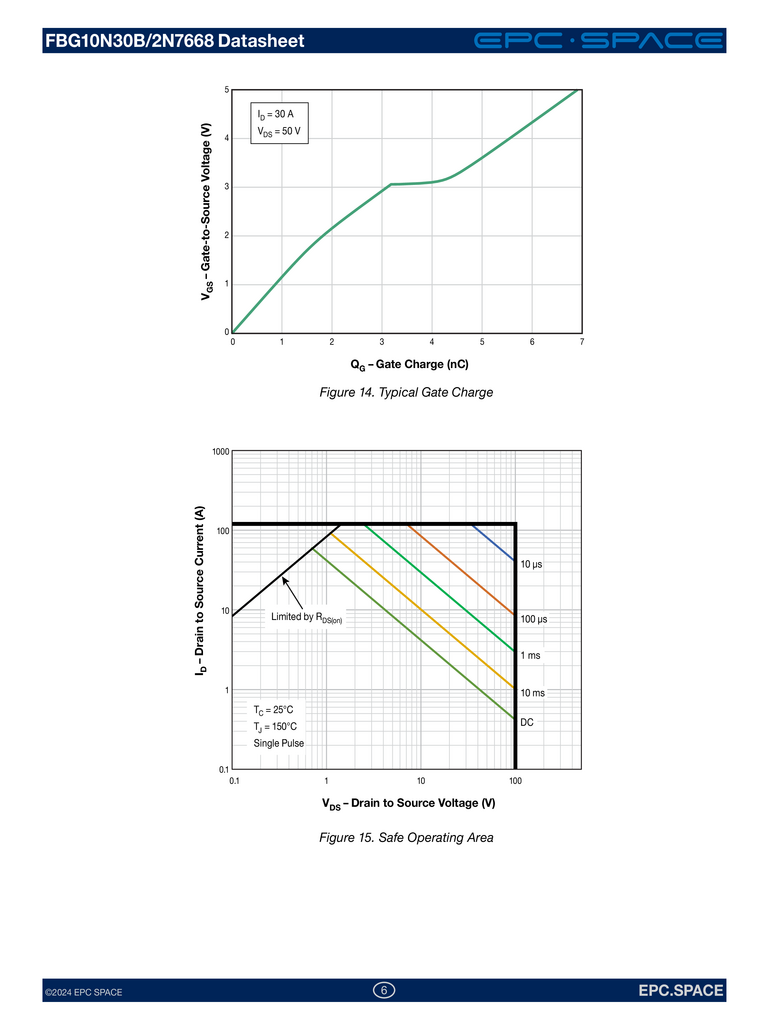 FBG10N30B/2N7668 Datasheet
EPC·SPACE
5
4
3
2
1
0
I_D = 30 A
V_DS = 50 V
V_GS – Gate-to-Source Voltage (V)
0 1 2 3 4 5 6 7
Q_G – Gate Charge (nC)
Figure 14. Typical Gate Charge
1000
100
10
1
0.1
I_D – Drain to Source Current (A)
10 µs
Limited by R_DS(on)
100 µs
1 ms
10 ms
T_C = 25°C
DC
T_J = 150°C
Single Pulse
0.1 1 10 100
V_DS – Drain to Source Voltage (V)
Figure 15. Safe Operating Area
©2024 EPC SPACE
6
EPC.SPACE